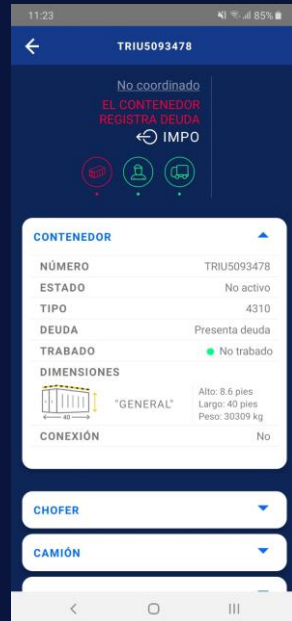 11:23
85%
TRIU5093478
No coordinado
EL CONTENEDOR
REGISTRA DEUDA
IMPO
CONTENEDOR
NÚMERO TRIU5093478
ESTADO No activo
TIPO 4310
DEUDA Presenta deuda
TRABADO No trabado
DIMENSIONES
40
"GENERAL"
Alto: 8.6 pies
Largo: 40 pies
Peso: 30309 kg
CONEXIÓN No
CHOFER
CAMIÓN